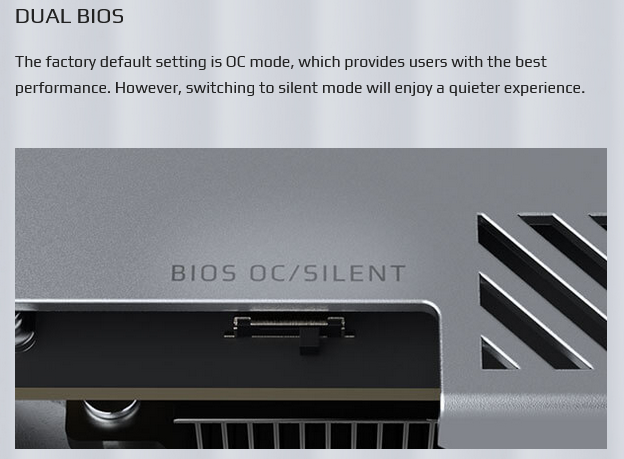 DUAL BIOS
The factory default setting is OC mode, which provides users with the best
performance. However, switching to silent mode will enjoy a quieter experience.
BIOS OC/SILENT